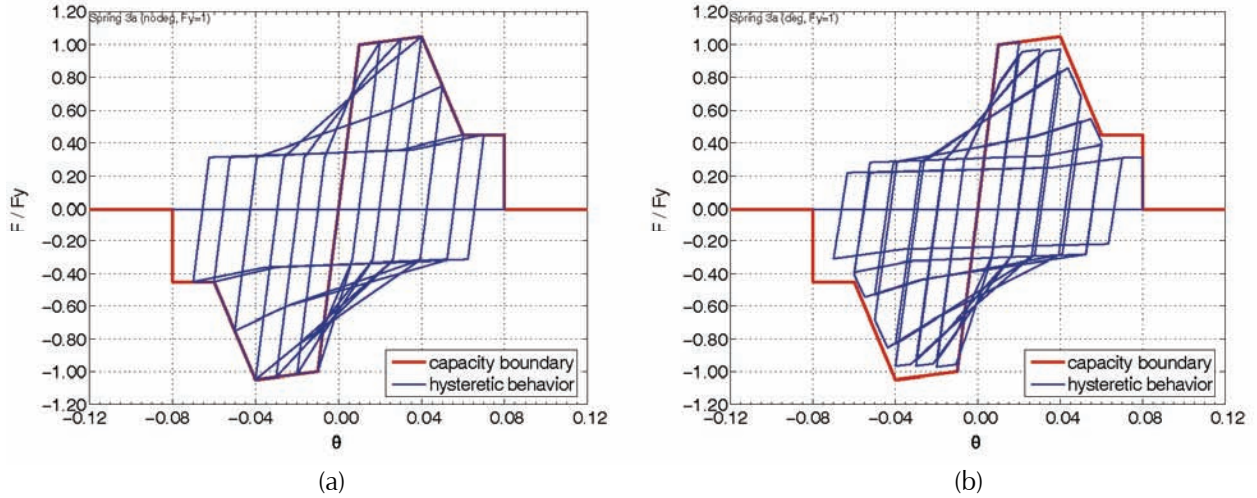 Spring 3a (nodeg, Fy=1)
1.20
1.00
0.80
0.60
0.40
0.20
0.00
−0.20
−0.40
−0.60
−0.80
−1.00
−1.20
F / Fy
capacity boundary
hysteretic behavior
−0.12 −0.08 −0.04 0.00 0.04 0.08 0.12
θ
(a)
Spring 3a (deg, Fy=1)
1.20
1.00
0.80
0.60
0.40
0.20
0.00
−0.20
−0.40
−0.60
−0.80
−1.00
−1.20
F / Fy
capacity boundary
hysteretic behavior
−0.12 −0.08 −0.04 0.00 0.04 0.08 0.12
θ
(b)